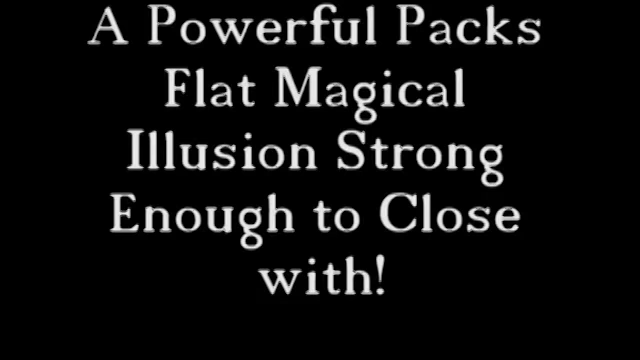 A Powerful Packs
Flat Magical
Illusion Strong
Enough to Close
with!